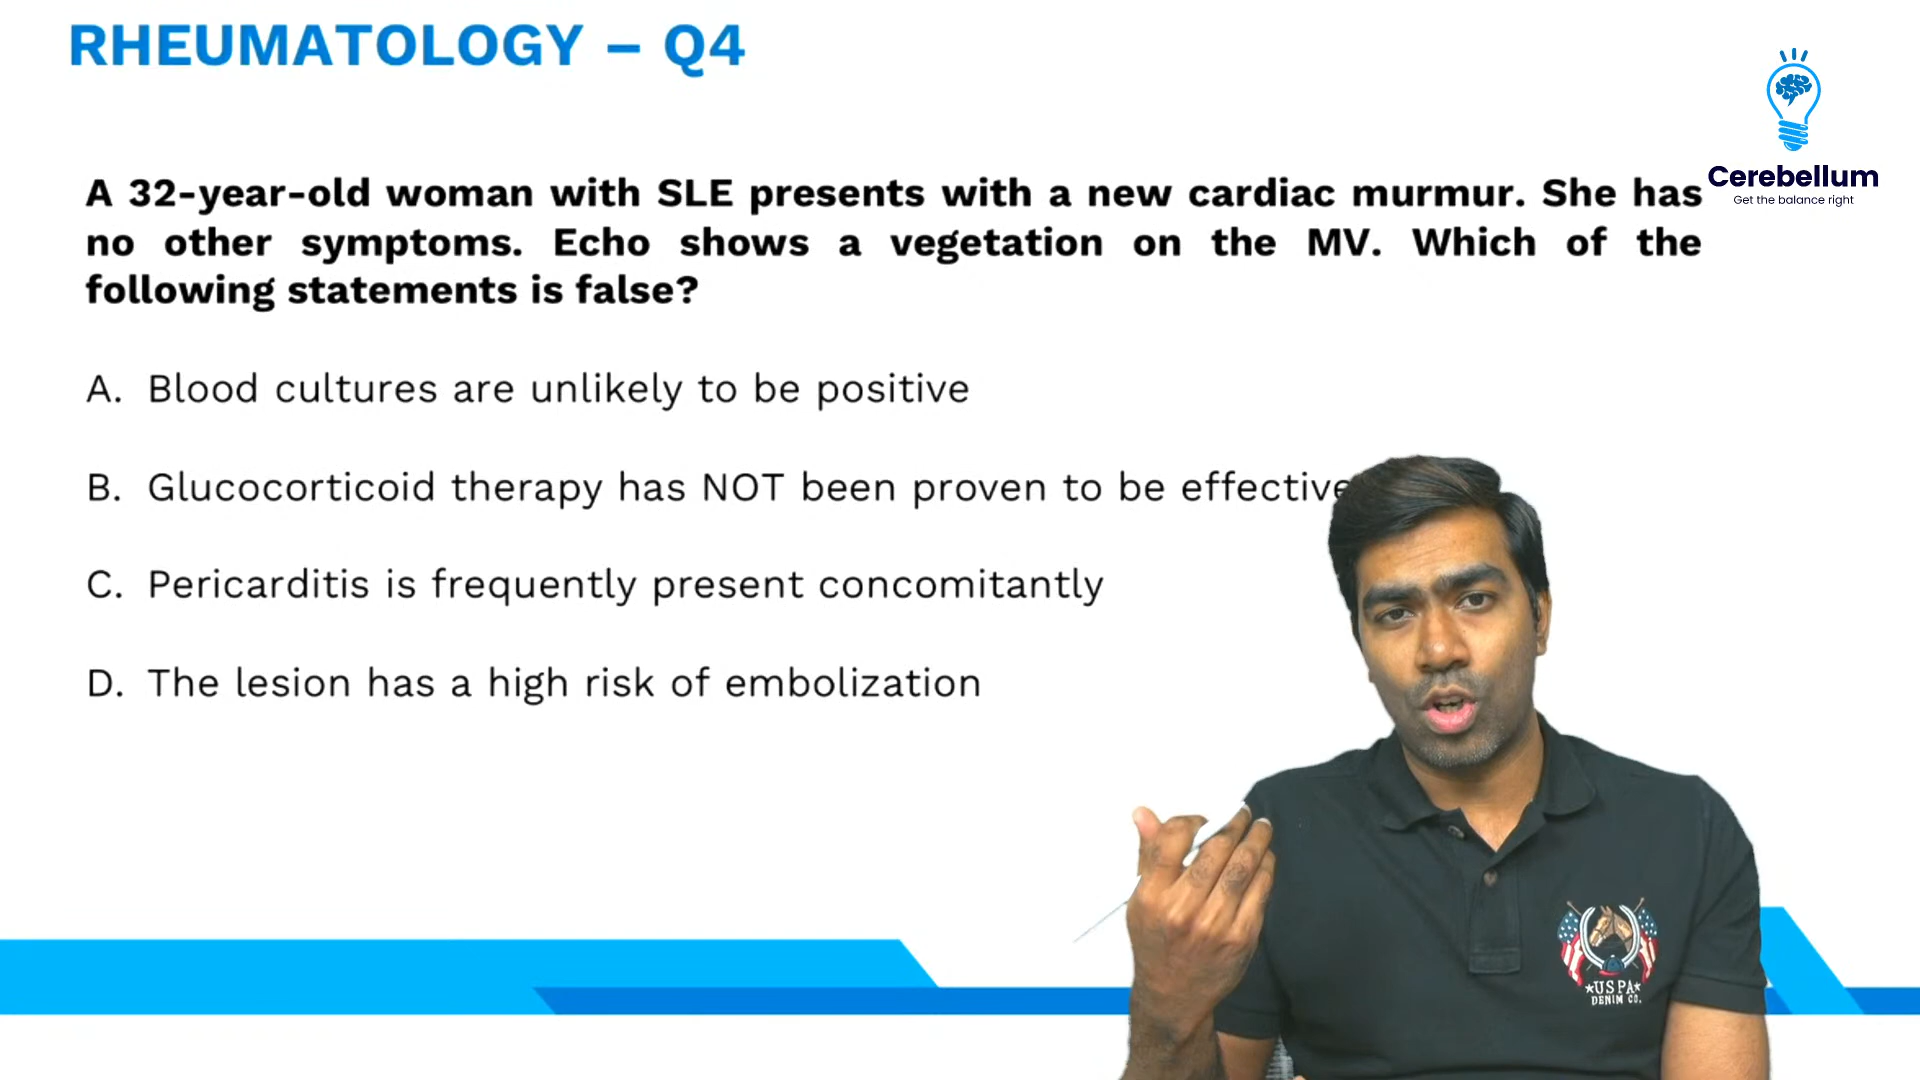 RHEUMATOLOGY – Q4
Cerebellum
Get the balance right
A 32-year-old woman with SLE presents with a new cardiac murmur. She has
no other symptoms. Echo shows a vegetation on the MV. Which of the
following statements is false?
A. Blood cultures are unlikely to be positive
B. Glucocorticoid therapy has NOT been proven to be effective
C. Pericarditis is frequently present concomitantly
D. The lesion has a high risk of embolization
★USPA★
DENIM CO.